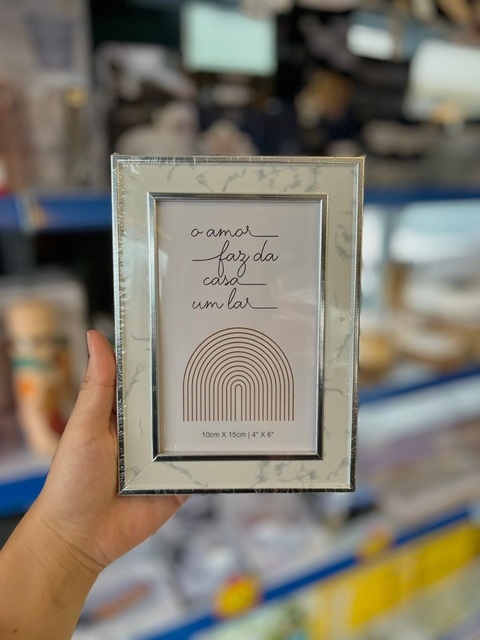 o amor
faz da
casa
um lar
10cm X 15cm | 4" X 6"